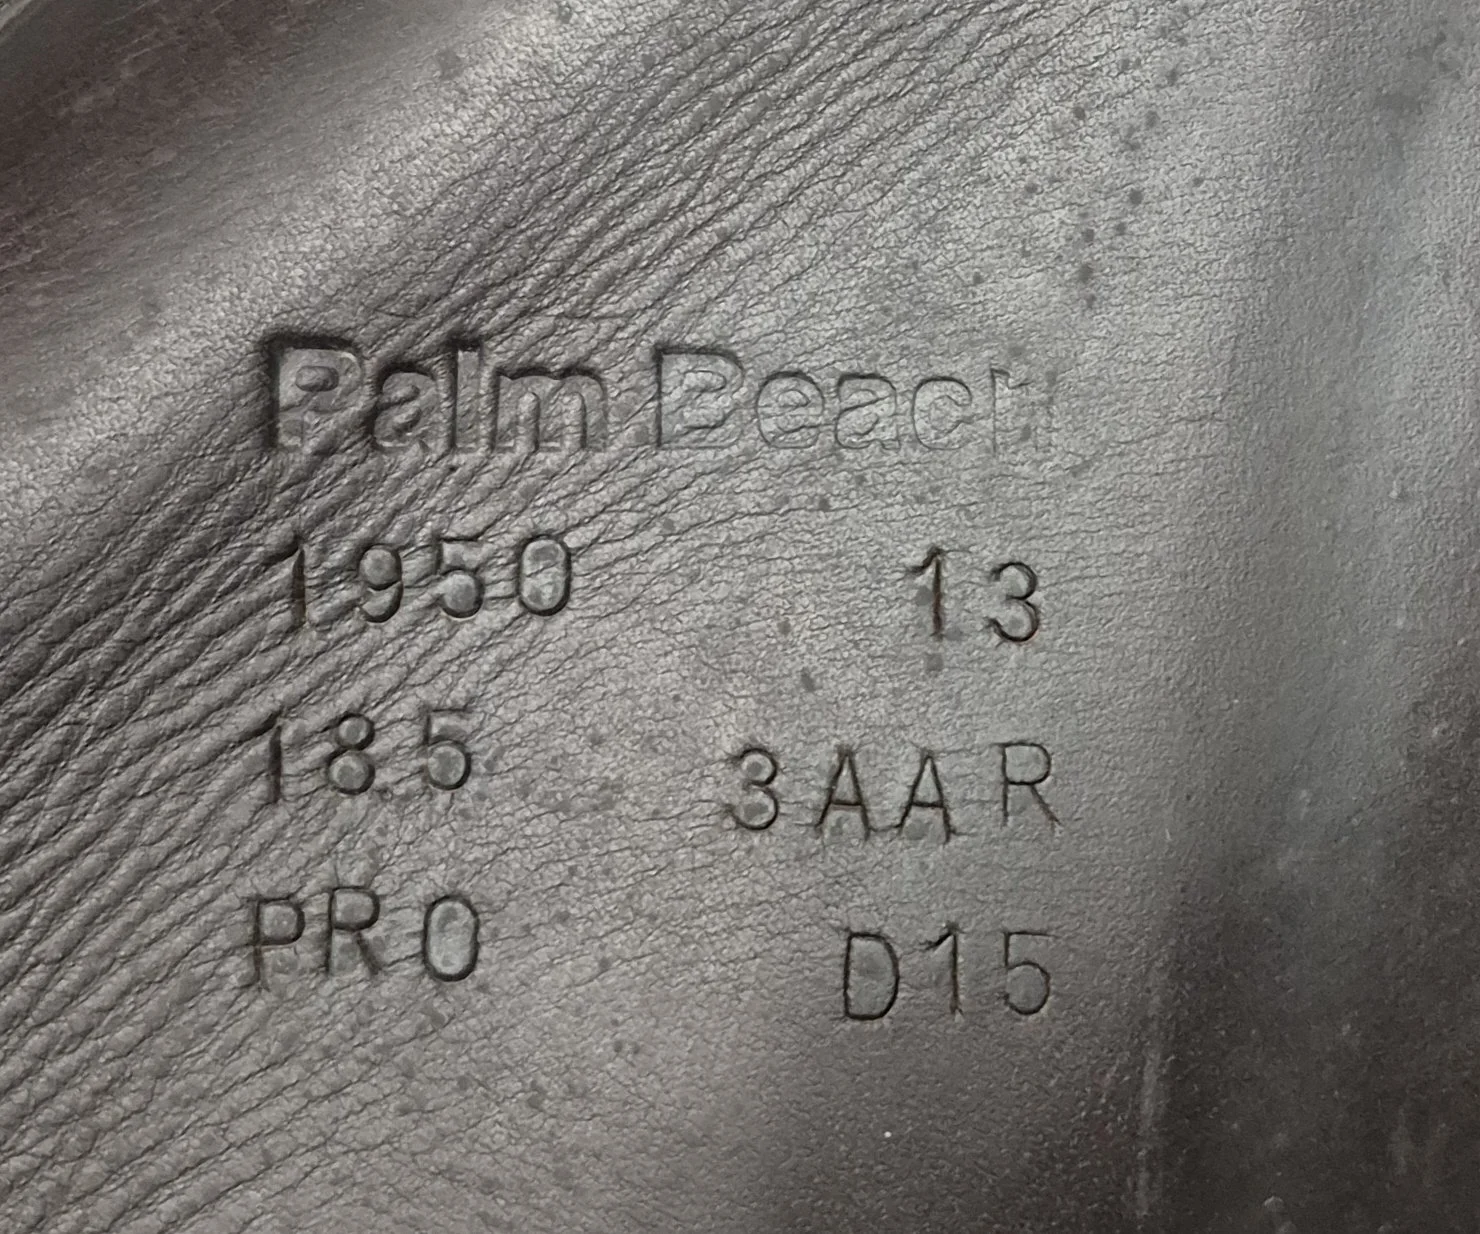 Palm Beach
1950 13
185 3AAR
PRO D15